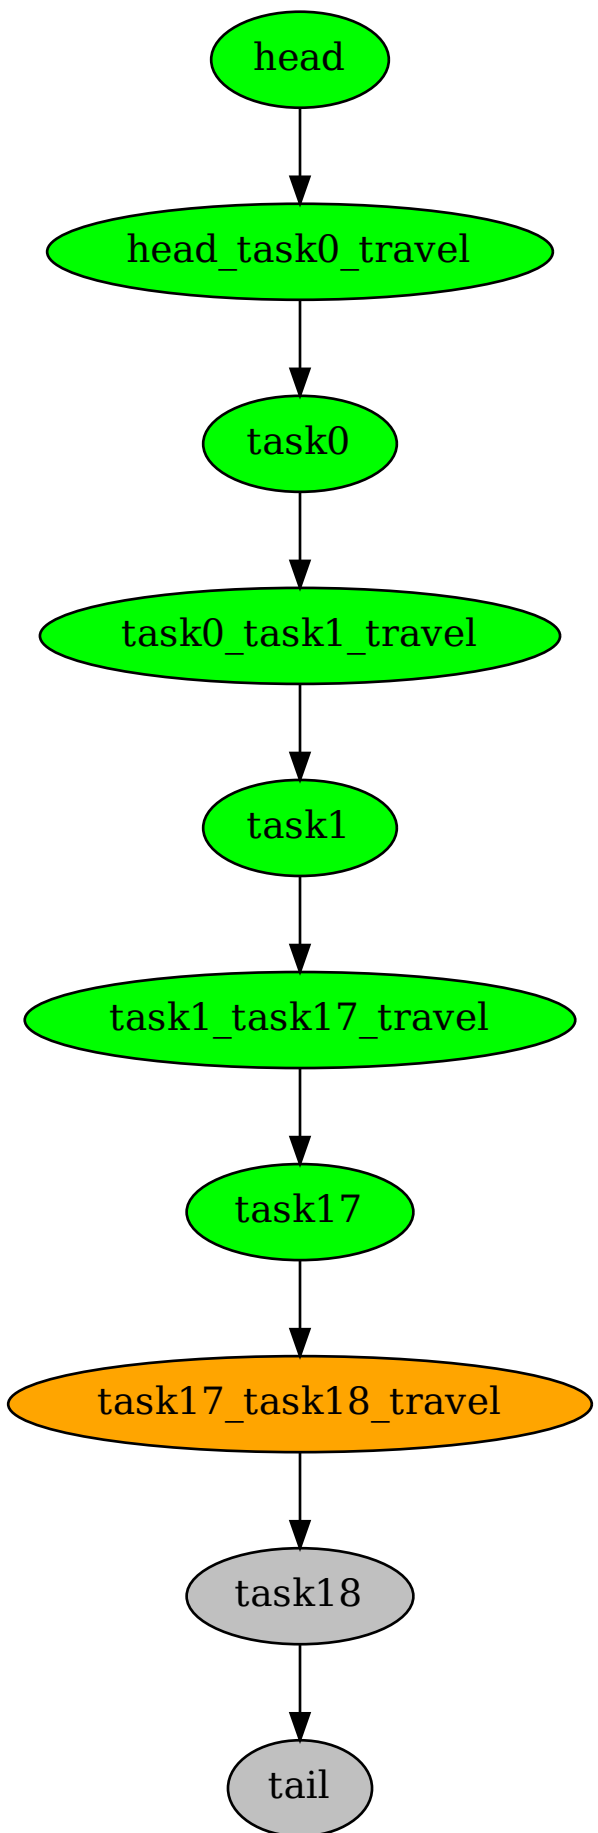 head
head_task0_travel
task0
task0_task1_travel
task1
task1_task17_travel
task17
task17_task18_travel
task18
tail